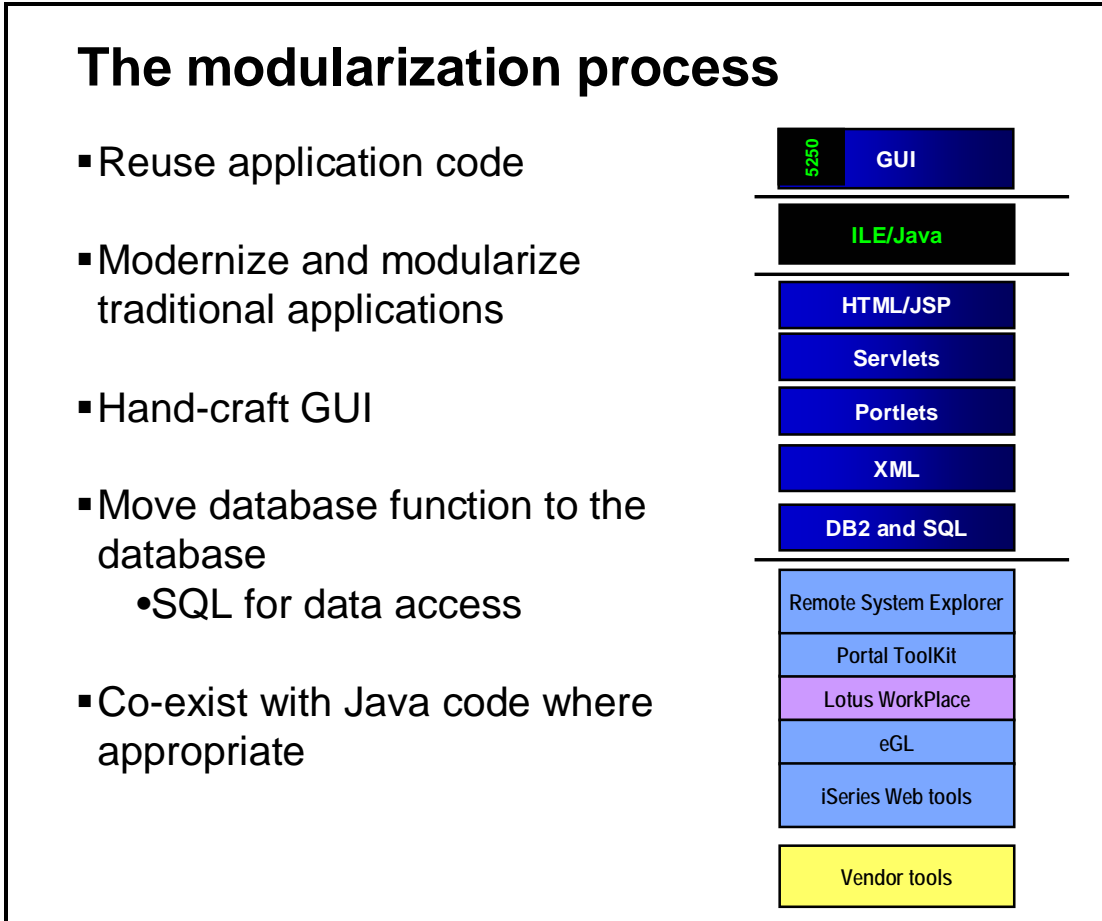 The modularization process
▪Reuse application code
▪Modernize and modularize
traditional applications
▪Hand-craft GUI
▪Move database function to the
database
•SQL for data access
▪Co-exist with Java code where
appropriate
5250
GUI
ILE/Java
HTML/JSP
Servlets
Portlets
XML
DB2 and SQL
Remote System Explorer
Portal ToolKit
Lotus WorkPlace
eGL
iSeries Web tools
Vendor tools